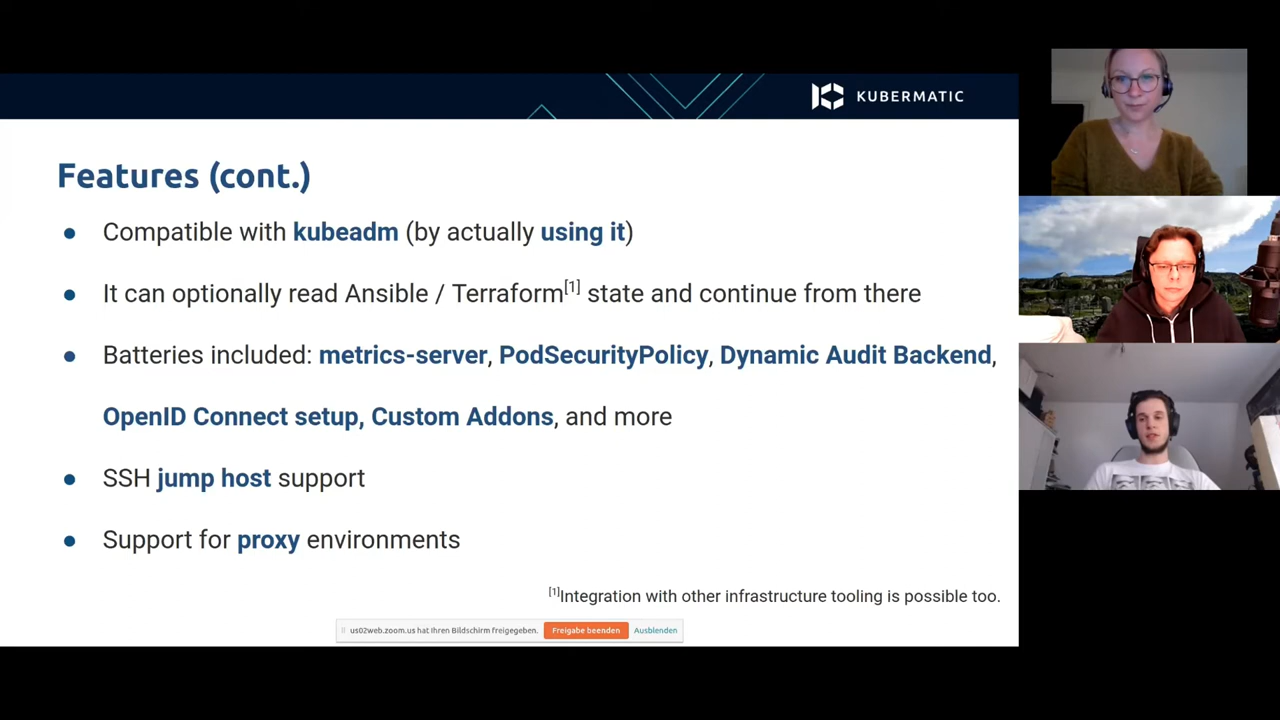 KUBERMATIC
Features (cont.)
● Compatible with kubeadm (by actually using it)
● It can optionally read Ansible / Terraform[1] state and continue from there
● Batteries included: metrics-server, PodSecurityPolicy, Dynamic Audit Backend,
OpenID Connect setup, Custom Addons, and more
● SSH jump host support
● Support for proxy environments
[1]Integration with other infrastructure tooling is possible too.
us02web.zoom.us hat Ihren Bildschirm freigegeben. Freigabe beenden Ausblenden